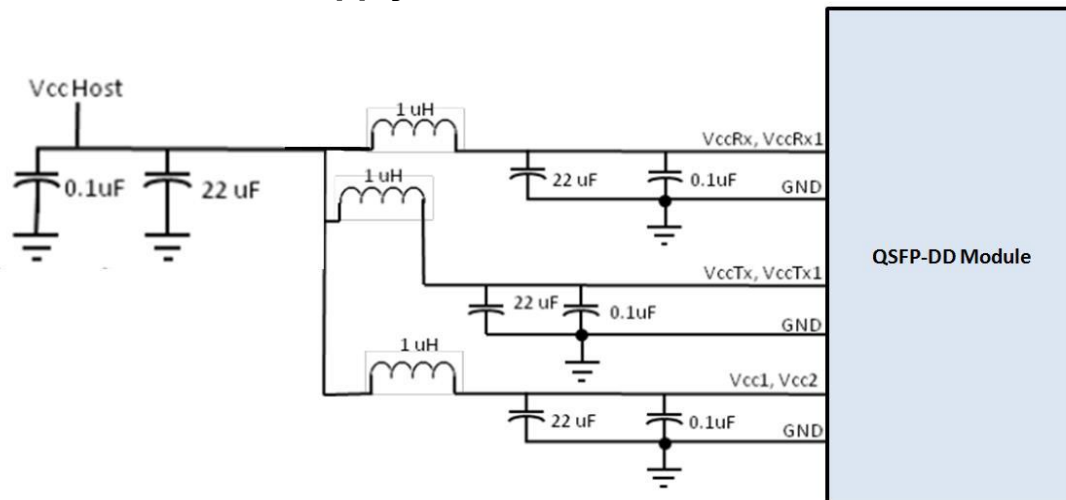 VccHost
0.1uF
22 uF
1 uH
VccRx, VccRx1
22 uF
0.1uF
GND
1 uH
QSFP-DD Module
VccTx, VccTx1
22 uF
0.1uF
GND
1 uH
Vcc1, Vcc2
22 uF
0.1uF
GND